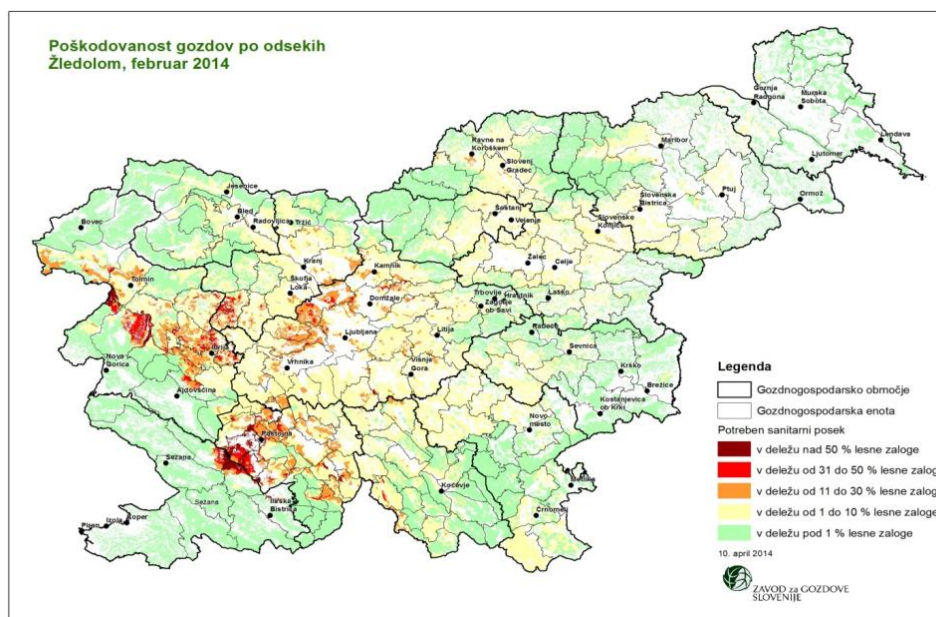 Poškodovanost gozdov po odsekih
Žledolom, februar 2014
Gornja
Radgona
Murska
Sobota
Lendava
Ljutomer
Ormož
Ravne na
Koroškem
Slovenj
Gradec
Maribor
Ptuj
Slovenska
Bistrica
Jesenice
Bled
Radovljica
Tržič
Bovec
Šoštanj
Velenje
Slovenske
Konjice
Kranj
Kamnik
Škofja
Loka
Žalec
Celje
Tolmin
Domžale
Trbovlje
Hrastnik
Zagorje
ob Savi
Laško
Ljubljana
Litija
Radeče
Idrija
Sevnica
Nova
Gorica
Vrhnika
Višnja
Gora
Krško
Brežice
Ajdovščina
Kostanjevica
ob Krki
Novo
mesto
Postojna
Sežana
Kočevje
Metlika
Sežana
Ilirska
Bistrica
Črnomelj
Koper
Izola
Piran
Legenda
Gozdnogospodarsko območje
Gozdnogospodarska enota
Potreben sanitarni posek
v deležu nad 50 % lesne zaloge
v deležu od 31 do 50 % lesne zalog
v deležu od 11 do 30 % lesne zalog
v deležu od 1 do 10 % lesne zaloge
v deležu pod 1 % lesne zaloge
10. april 2014
ZAVOD za GOZDOVE
SLOVENIJE